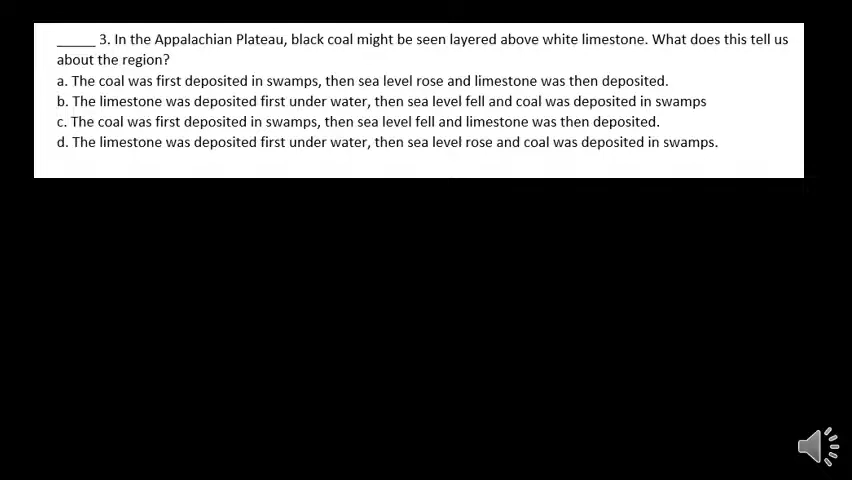 _____ 3. In the Appalachian Plateau, black coal might be seen layered above white limestone. What does this tell us
about the region?
a. The coal was first deposited in swamps, then sea level rose and limestone was then deposited.
b. The limestone was deposited first under water, then sea level fell and coal was deposited in swamps
c. The coal was first deposited in swamps, then sea level fell and limestone was then deposited.
d. The limestone was deposited first under water, then sea level rose and coal was deposited in swamps.